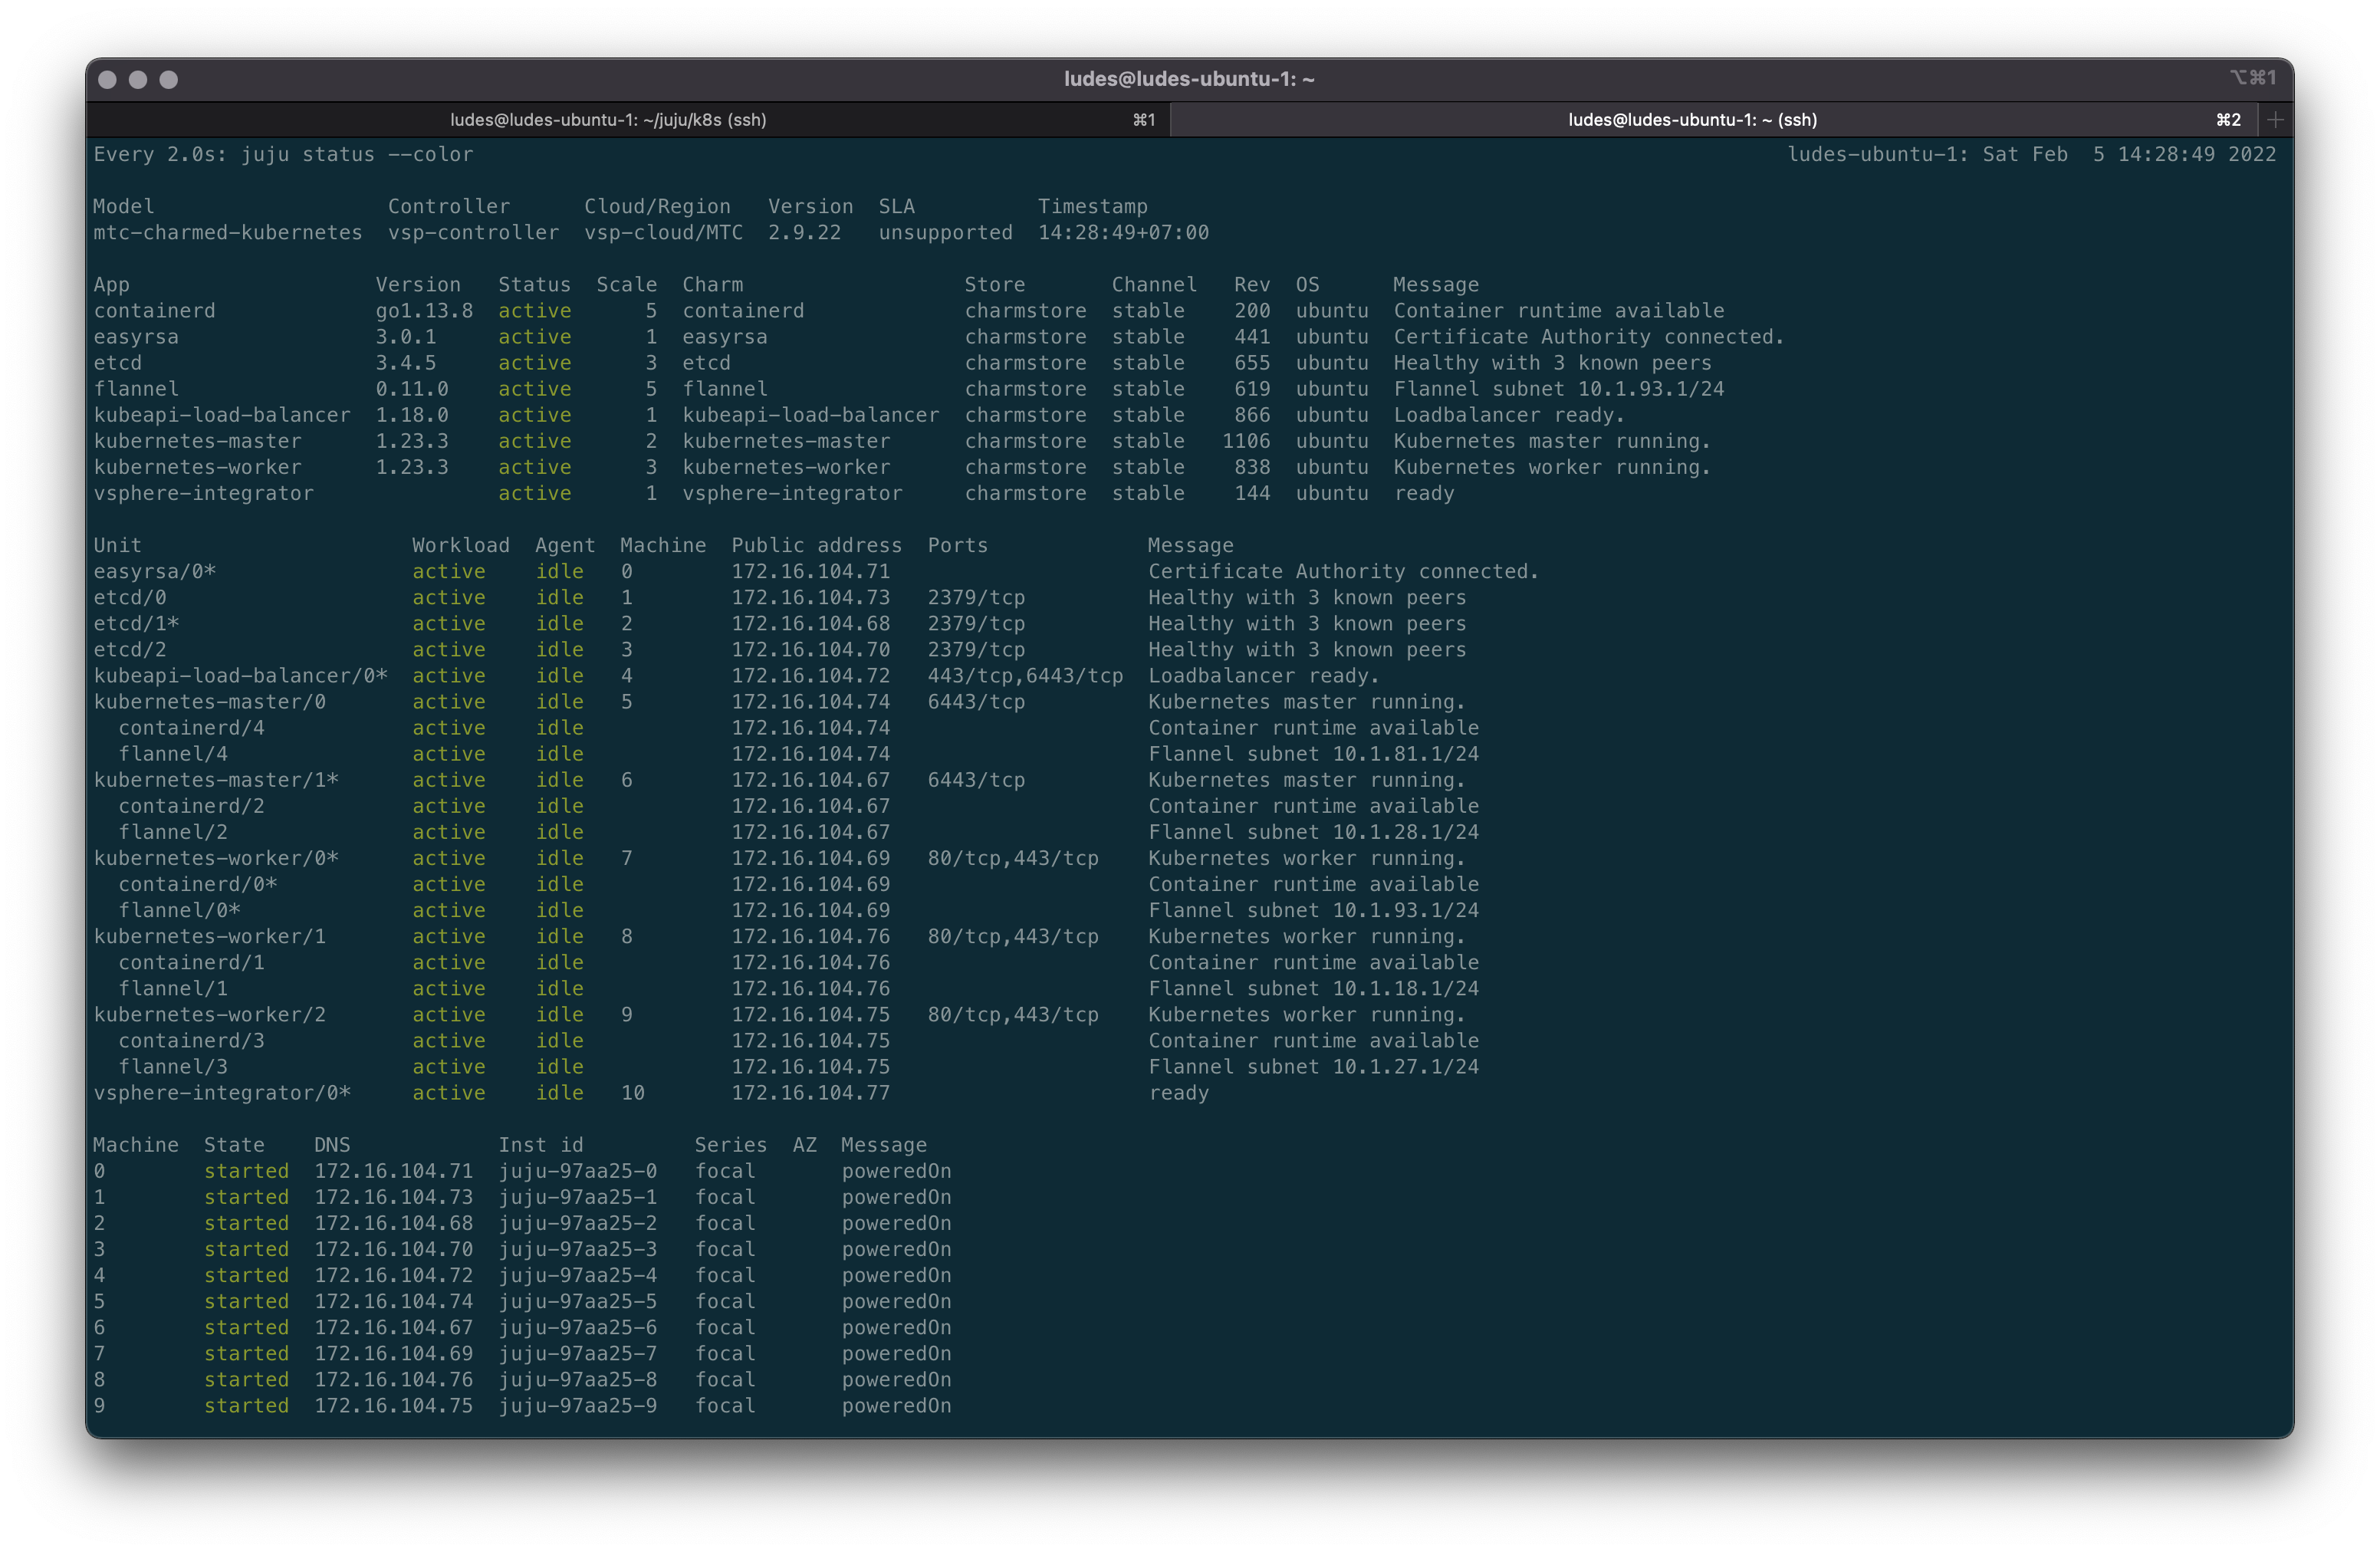 ludes@ludes-ubuntu-1: ~ ⌥⌘1
ludes@ludes-ubuntu-1: ~/juju/k8s (ssh) ⌘1 ludes@ludes-ubuntu-1: ~ (ssh) ⌘2 +
Every 2.0s: juju status --color ludes-ubuntu-1: Sat Feb  5 14:28:49 2022
Model Controller Cloud/Region Version SLA Timestamp
mtc-charmed-kubernetes vsp-controller vsp-cloud/MTC 2.9.22 unsupported 14:28:49+07:00
App Version Status Scale Charm Store Channel Rev OS Message
containerd go1.13.8 active 5 containerd charmstore stable 200 ubuntu Container runtime available
easyrsa 3.0.1 active 1 easyrsa charmstore stable 441 ubuntu Certificate Authority connected.
etcd 3.4.5 active 3 etcd charmstore stable 655 ubuntu Healthy with 3 known peers
flannel 0.11.0 active 5 flannel charmstore stable 619 ubuntu Flannel subnet 10.1.93.1/24
kubeapi-load-balancer 1.18.0 active 1 kubeapi-load-balancer charmstore stable 866 ubuntu Loadbalancer ready.
kubernetes-master 1.23.3 active 2 kubernetes-master charmstore stable 1106 ubuntu Kubernetes master running.
kubernetes-worker 1.23.3 active 3 kubernetes-worker charmstore stable 838 ubuntu Kubernetes worker running.
vsphere-integrator active 1 vsphere-integrator charmstore stable 144 ubuntu ready
Unit Workload Agent Machine Public address Ports Message
easyrsa/0* active idle 0 172.16.104.71 Certificate Authority connected.
etcd/0 active idle 1 172.16.104.73 2379/tcp Healthy with 3 known peers
etcd/1* active idle 2 172.16.104.68 2379/tcp Healthy with 3 known peers
etcd/2 active idle 3 172.16.104.70 2379/tcp Healthy with 3 known peers
kubeapi-load-balancer/0* active idle 4 172.16.104.72 443/tcp,6443/tcp Loadbalancer ready.
kubernetes-master/0 active idle 5 172.16.104.74 6443/tcp Kubernetes master running.
containerd/4 active idle 172.16.104.74 Container runtime available
flannel/4 active idle 172.16.104.74 Flannel subnet 10.1.81.1/24
kubernetes-master/1* active idle 6 172.16.104.67 6443/tcp Kubernetes master running.
containerd/2 active idle 172.16.104.67 Container runtime available
flannel/2 active idle 172.16.104.67 Flannel subnet 10.1.28.1/24
kubernetes-worker/0* active idle 7 172.16.104.69 80/tcp,443/tcp Kubernetes worker running.
containerd/0* active idle 172.16.104.69 Container runtime available
flannel/0* active idle 172.16.104.69 Flannel subnet 10.1.93.1/24
kubernetes-worker/1 active idle 8 172.16.104.76 80/tcp,443/tcp Kubernetes worker running.
containerd/1 active idle 172.16.104.76 Container runtime available
flannel/1 active idle 172.16.104.76 Flannel subnet 10.1.18.1/24
kubernetes-worker/2 active idle 9 172.16.104.75 80/tcp,443/tcp Kubernetes worker running.
containerd/3 active idle 172.16.104.75 Container runtime available
flannel/3 active idle 172.16.104.75 Flannel subnet 10.1.27.1/24
vsphere-integrator/0* active idle 10 172.16.104.77 ready
Machine State DNS Inst id Series AZ Message
0 started 172.16.104.71 juju-97aa25-0 focal poweredOn
1 started 172.16.104.73 juju-97aa25-1 focal poweredOn
2 started 172.16.104.68 juju-97aa25-2 focal poweredOn
3 started 172.16.104.70 juju-97aa25-3 focal poweredOn
4 started 172.16.104.72 juju-97aa25-4 focal poweredOn
5 started 172.16.104.74 juju-97aa25-5 focal poweredOn
6 started 172.16.104.67 juju-97aa25-6 focal poweredOn
7 started 172.16.104.69 juju-97aa25-7 focal poweredOn
8 started 172.16.104.76 juju-97aa25-8 focal poweredOn
9 started 172.16.104.75 juju-97aa25-9 focal poweredOn